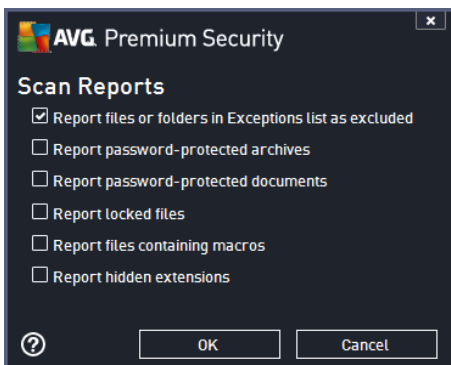 AVG. Premium Security
Scan Reports
Report files or folders in Exceptions list as excluded
Report password-protected archives
Report password-protected documents
Report locked files
Report files containing macros
Report hidden extensions
?
OK
Cancel